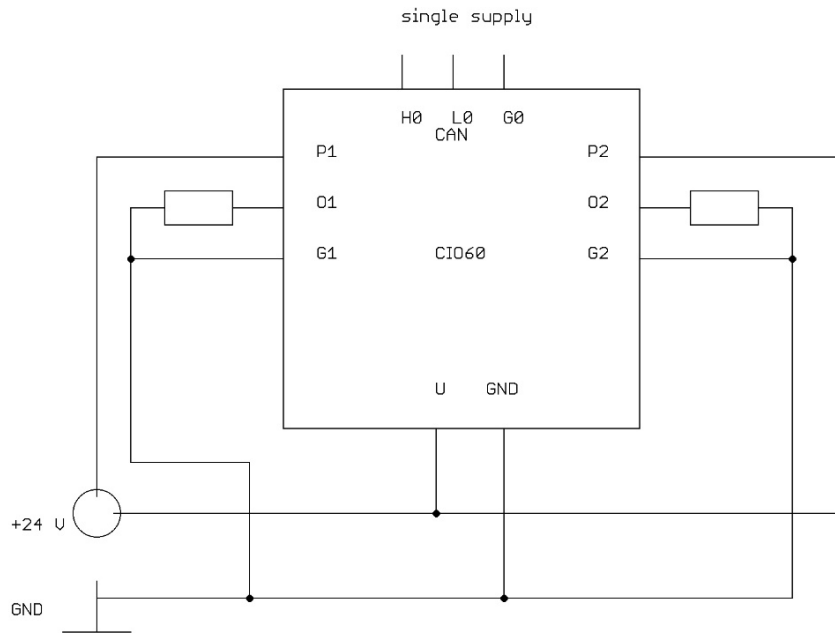 single supply
H0 L0 G0
CAN
P1 P2
O1 O2
G1 CIO60 G2
U GND
+24 V
GND